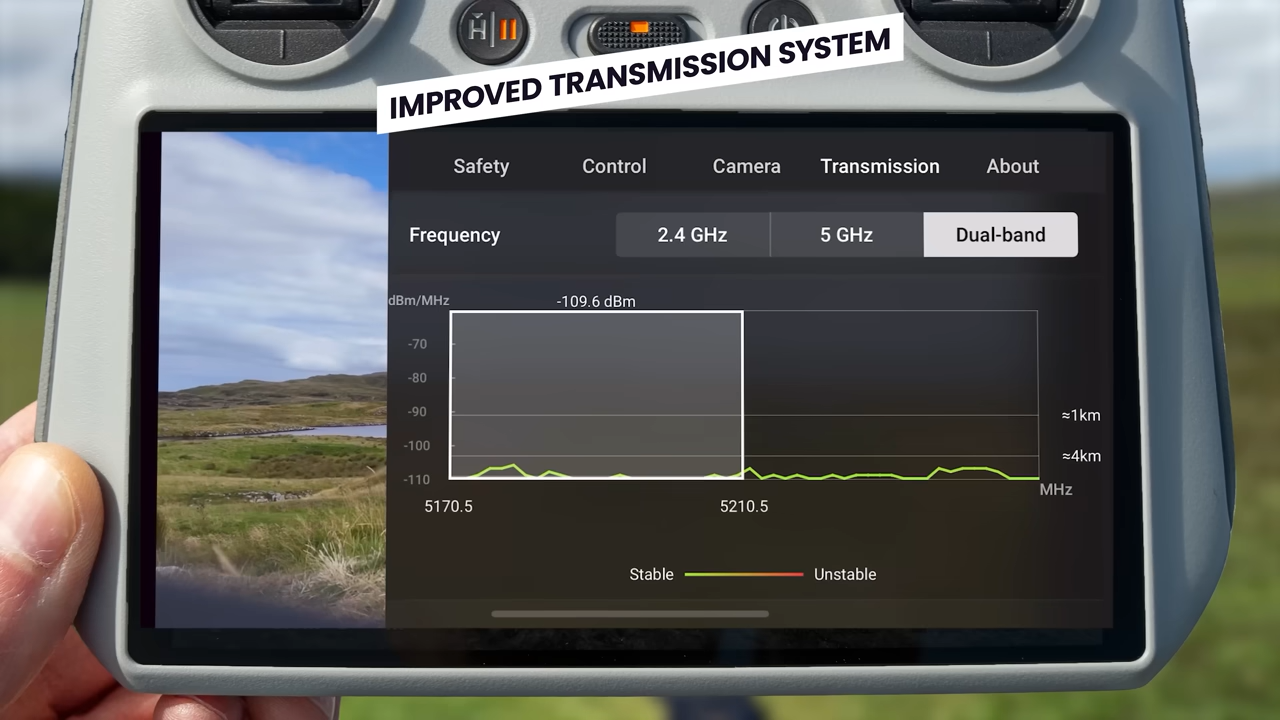 IMPROVED TRANSMISSION SYSTEM
Safety Control Camera Transmission About
Frequency 2.4 GHz 5 GHz Dual-band
dBm/MHz -109.6 dBm
-70
-80
-90 ≈1km
-100 ≈4km
-110
MHz
5170.5 5210.5
Stable Unstable